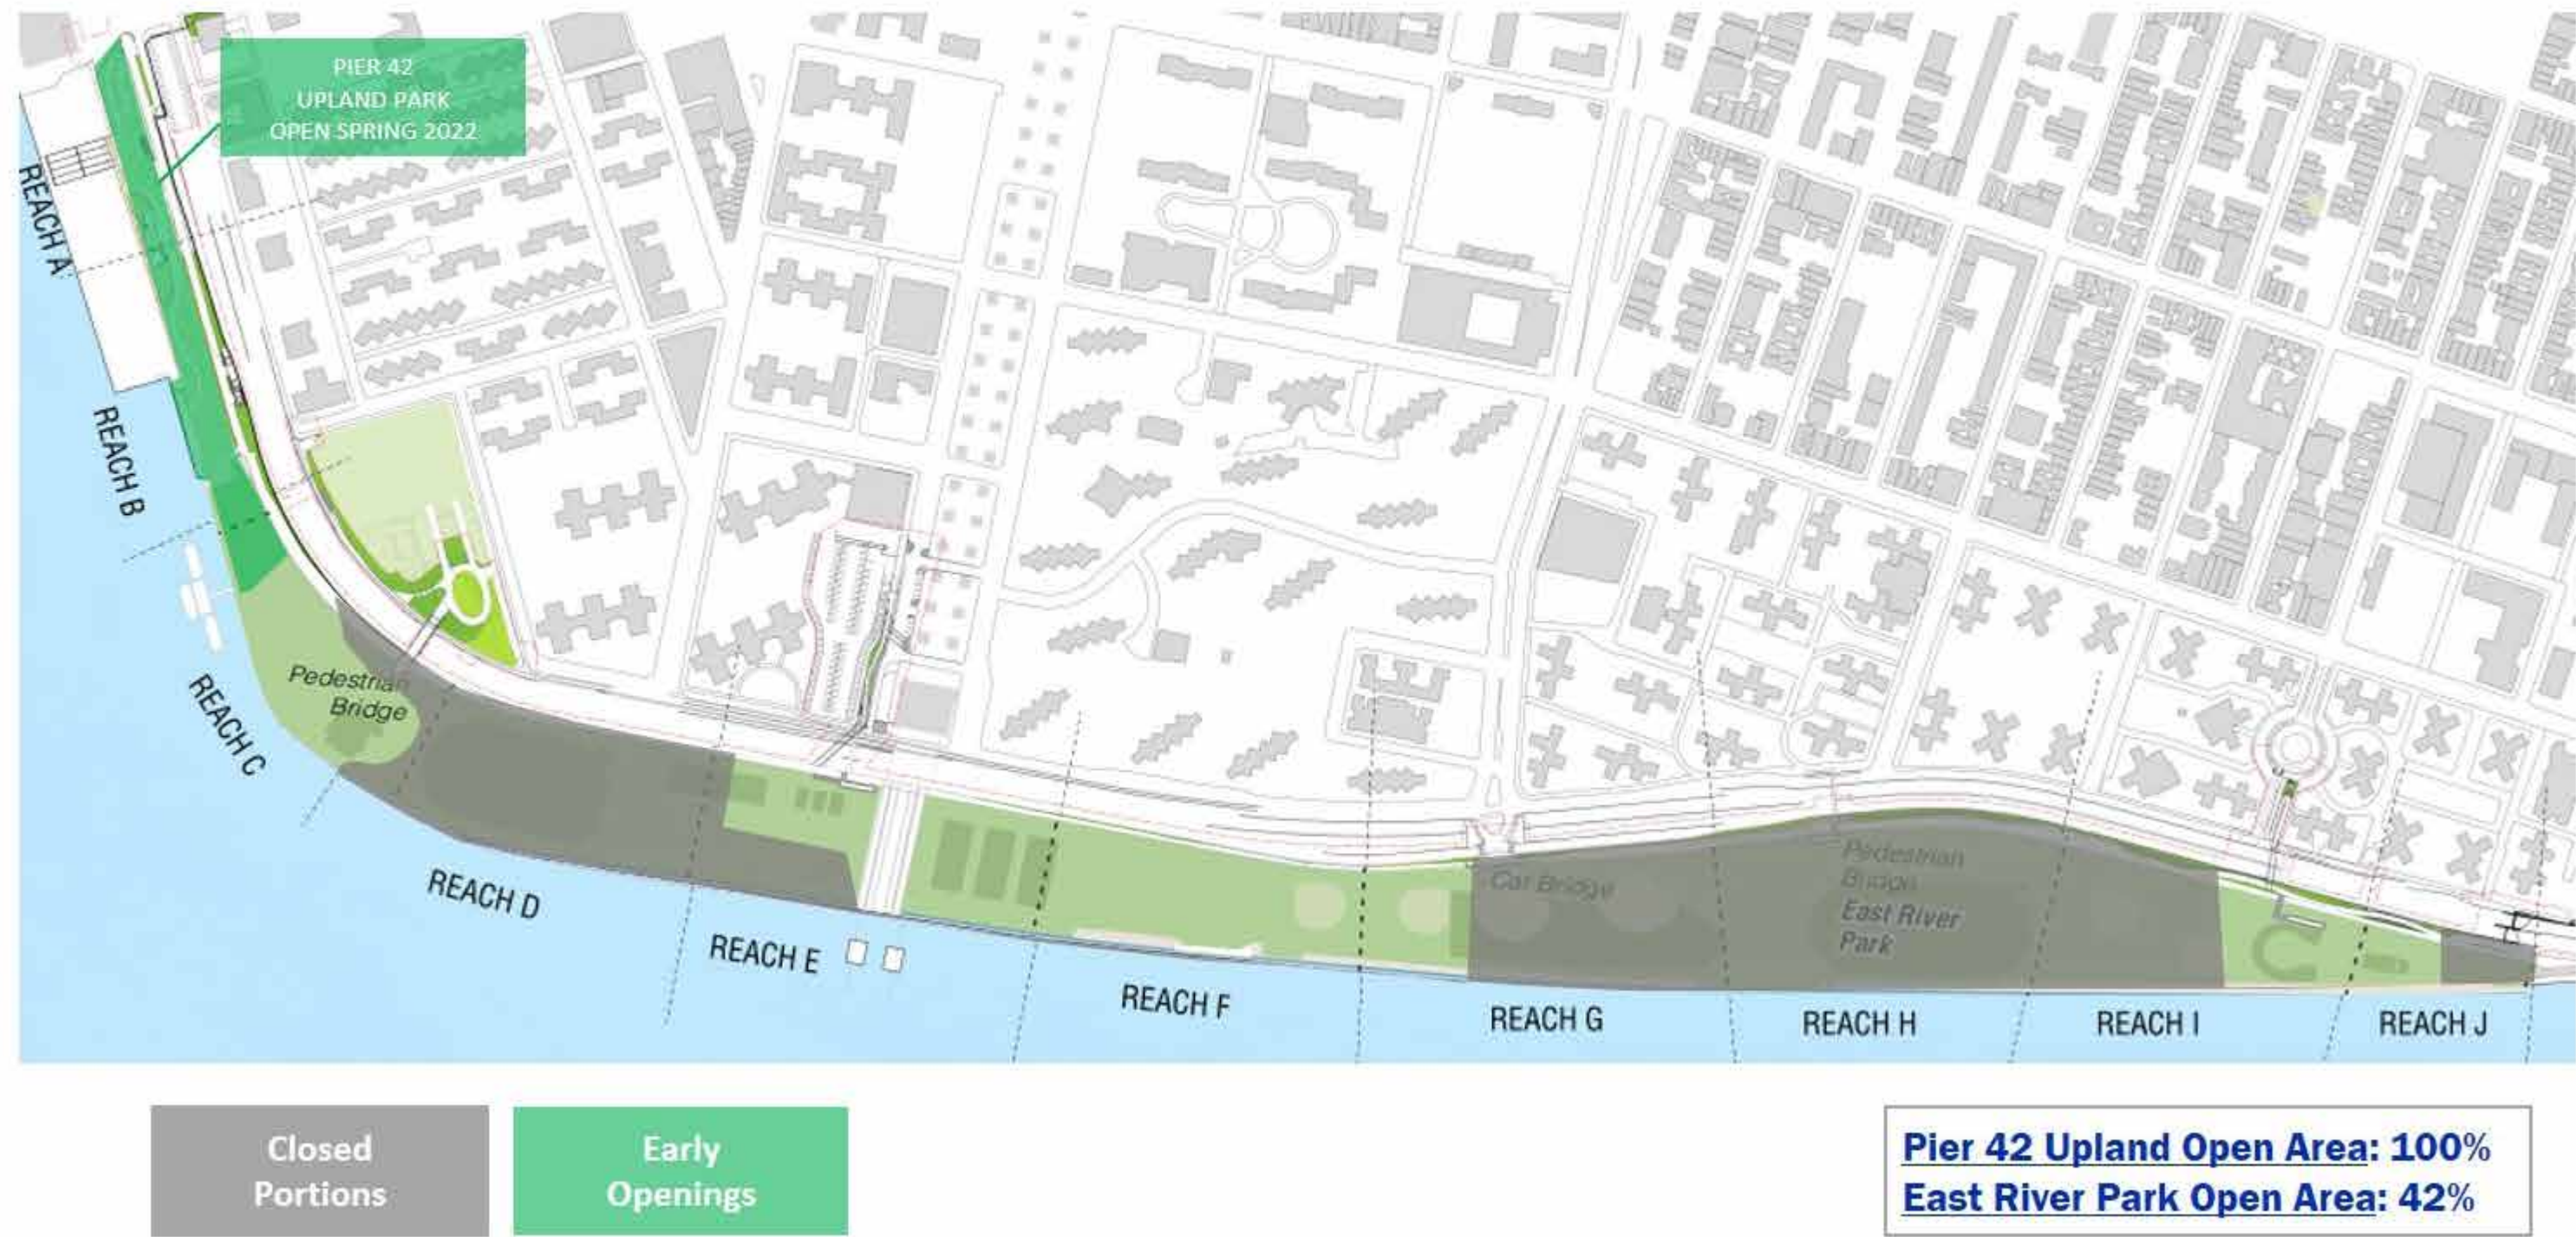 PIER 42
UPLAND PARK
OPEN SPRING 2022
REACH A
REACH B
REACH C
Pedestrian
Bridge
REACH D
REACH E
REACH F
Car Bridge
REACH G
Pedestrian
Bridge
East River
Park
REACH H
REACH I
REACH J
Closed
Portions
Early
Openings
Pier 42 Upland Open Area: 100%
East River Park Open Area: 42%